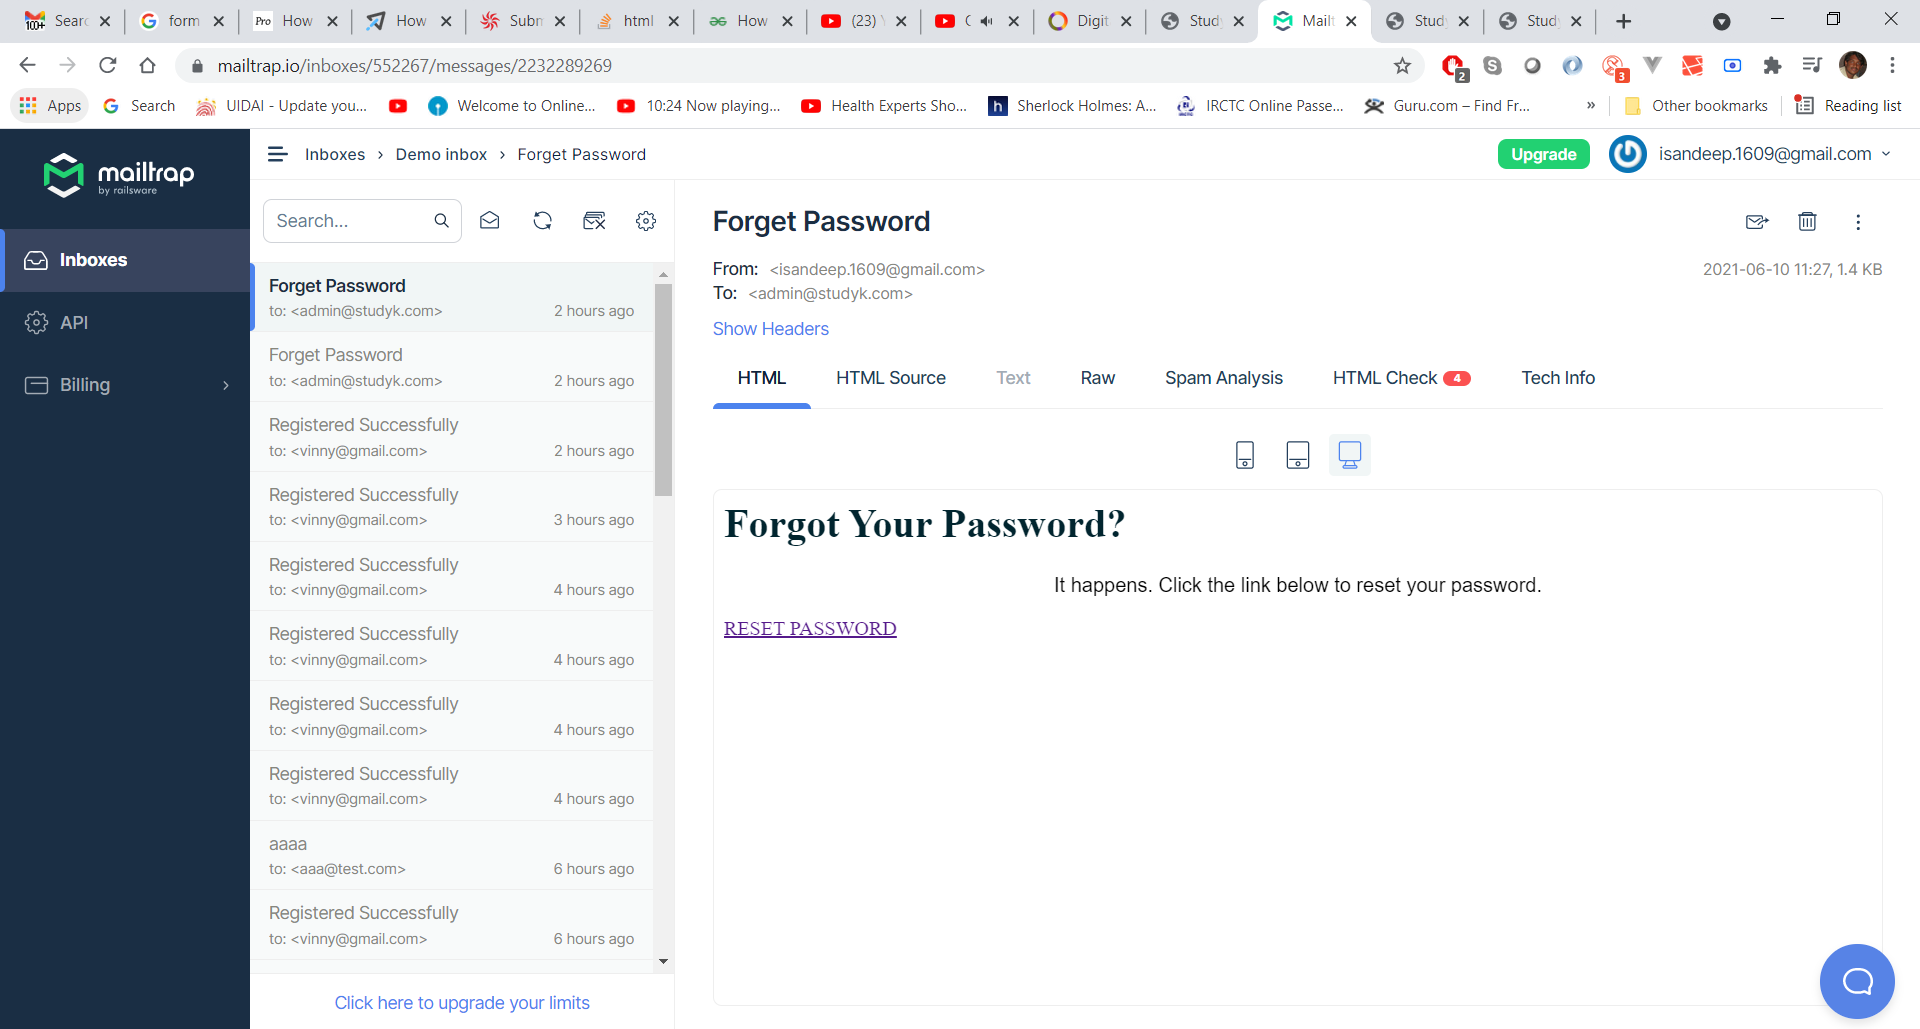 Sear
form
How
How
Subm
html
How
(23)
Digit
Study
Mailt
Study
Study
mailtrap.io/inboxes/552267/messages/2232289269
2
3
Apps
Search
UIDAI - Update you...
Welcome to Online...
10:24 Now playing...
Health Experts Sho...
Sherlock Holmes: A...
IRCTC Online Passe...
Guru.com – Find Fr...
»
Other bookmarks
Reading list
mailtrap
by railsware
Inboxes
API
Billing
Inboxes › Demo inbox › Forget Password
Upgrade
isandeep.1609@gmail.com
Search...
Forget Password
to: <admin@studyk.com> 2 hours ago
Forget Password
to: <admin@studyk.com> 2 hours ago
Registered Successfully
to: <vinny@gmail.com> 2 hours ago
Registered Successfully
to: <vinny@gmail.com> 3 hours ago
Registered Successfully
to: <vinny@gmail.com> 4 hours ago
Registered Successfully
to: <vinny@gmail.com> 4 hours ago
Registered Successfully
to: <vinny@gmail.com> 4 hours ago
Registered Successfully
to: <vinny@gmail.com> 4 hours ago
aaaa
to: <aaa@test.com> 6 hours ago
Registered Successfully
to: <vinny@gmail.com> 6 hours ago
Click here to upgrade your limits
Forget Password
From: <isandeep.1609@gmail.com>
2021-06-10 11:27, 1.4 KB
To: <admin@studyk.com>
Show Headers
HTML
HTML Source
Text
Raw
Spam Analysis
HTML Check 4
Tech Info
Forgot Your Password?
It happens. Click the link below to reset your password.
RESET PASSWORD